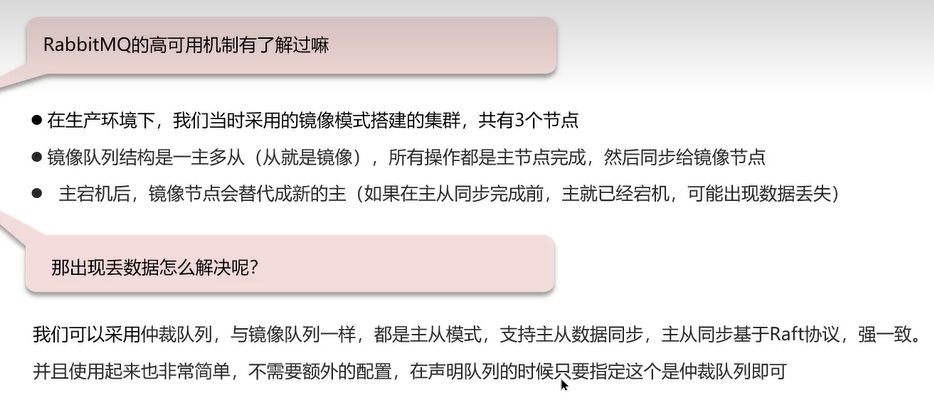 RabbitMQ的高可用机制有了解过嘛
● 在生产环境下，我们当时采用的镜像模式搭建的集群，共有3个节点
● 镜像队列结构是一主多从（从就是镜像），所有操作都是主节点完成，然后同步给镜像节点
● 主宕机后，镜像节点会替代成新的主（如果在主从同步完成前，主就已经宕机，可能出现数据丢失）
那出现丢数据怎么解决呢?
我们可以采用仲裁队列，与镜像队列一样，都是主从模式，支持主从数据同步，主从同步基于Raft协议，强一致。
并且使用起来也非常简单，不需要额外的配置，在声明队列的时候只要指定这个是仲裁队列即可